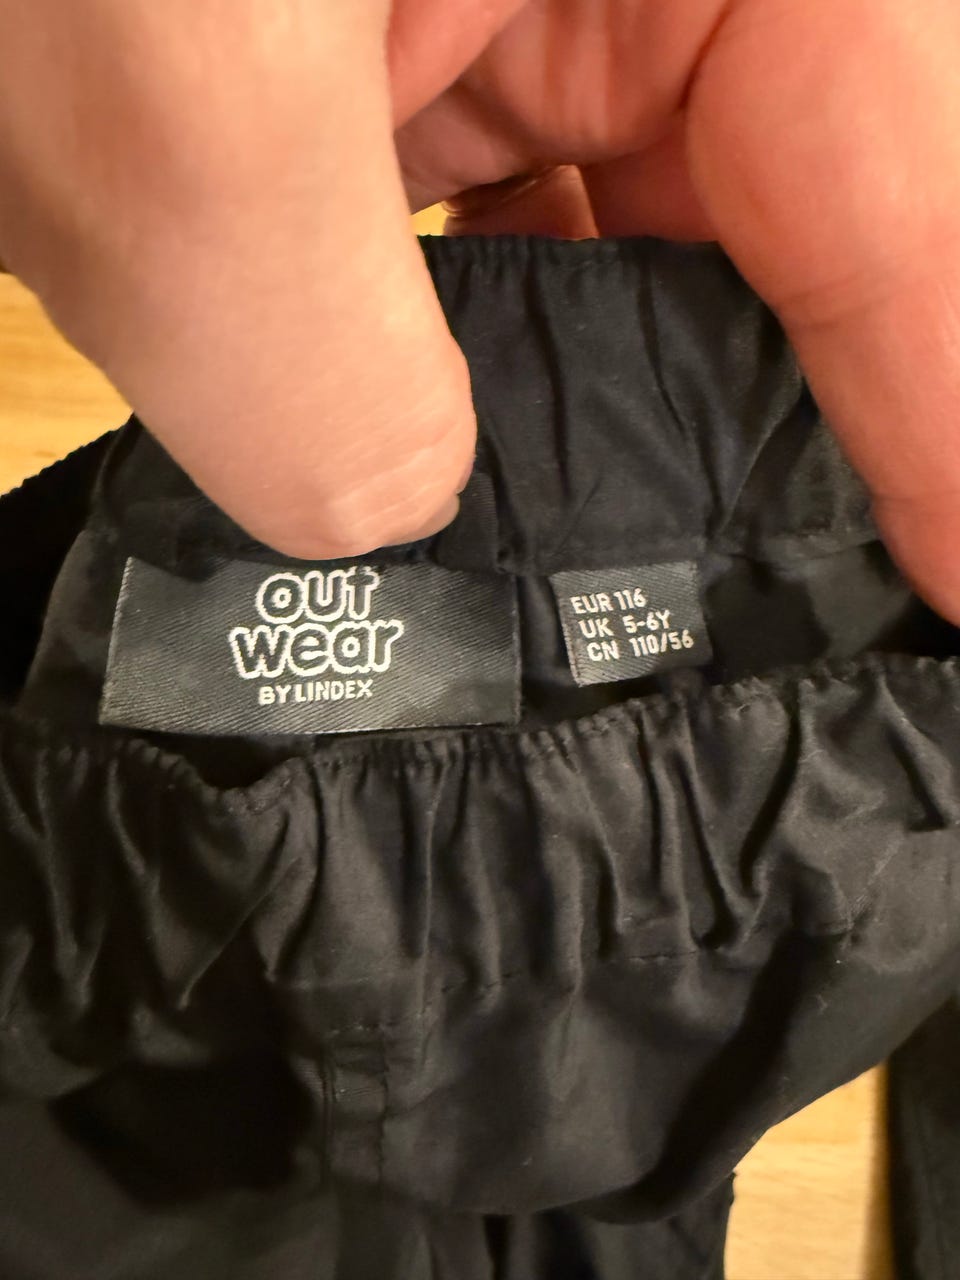 out
wear
BY LINDEX
EUR 116
UK 5-6Y
CN 110/56